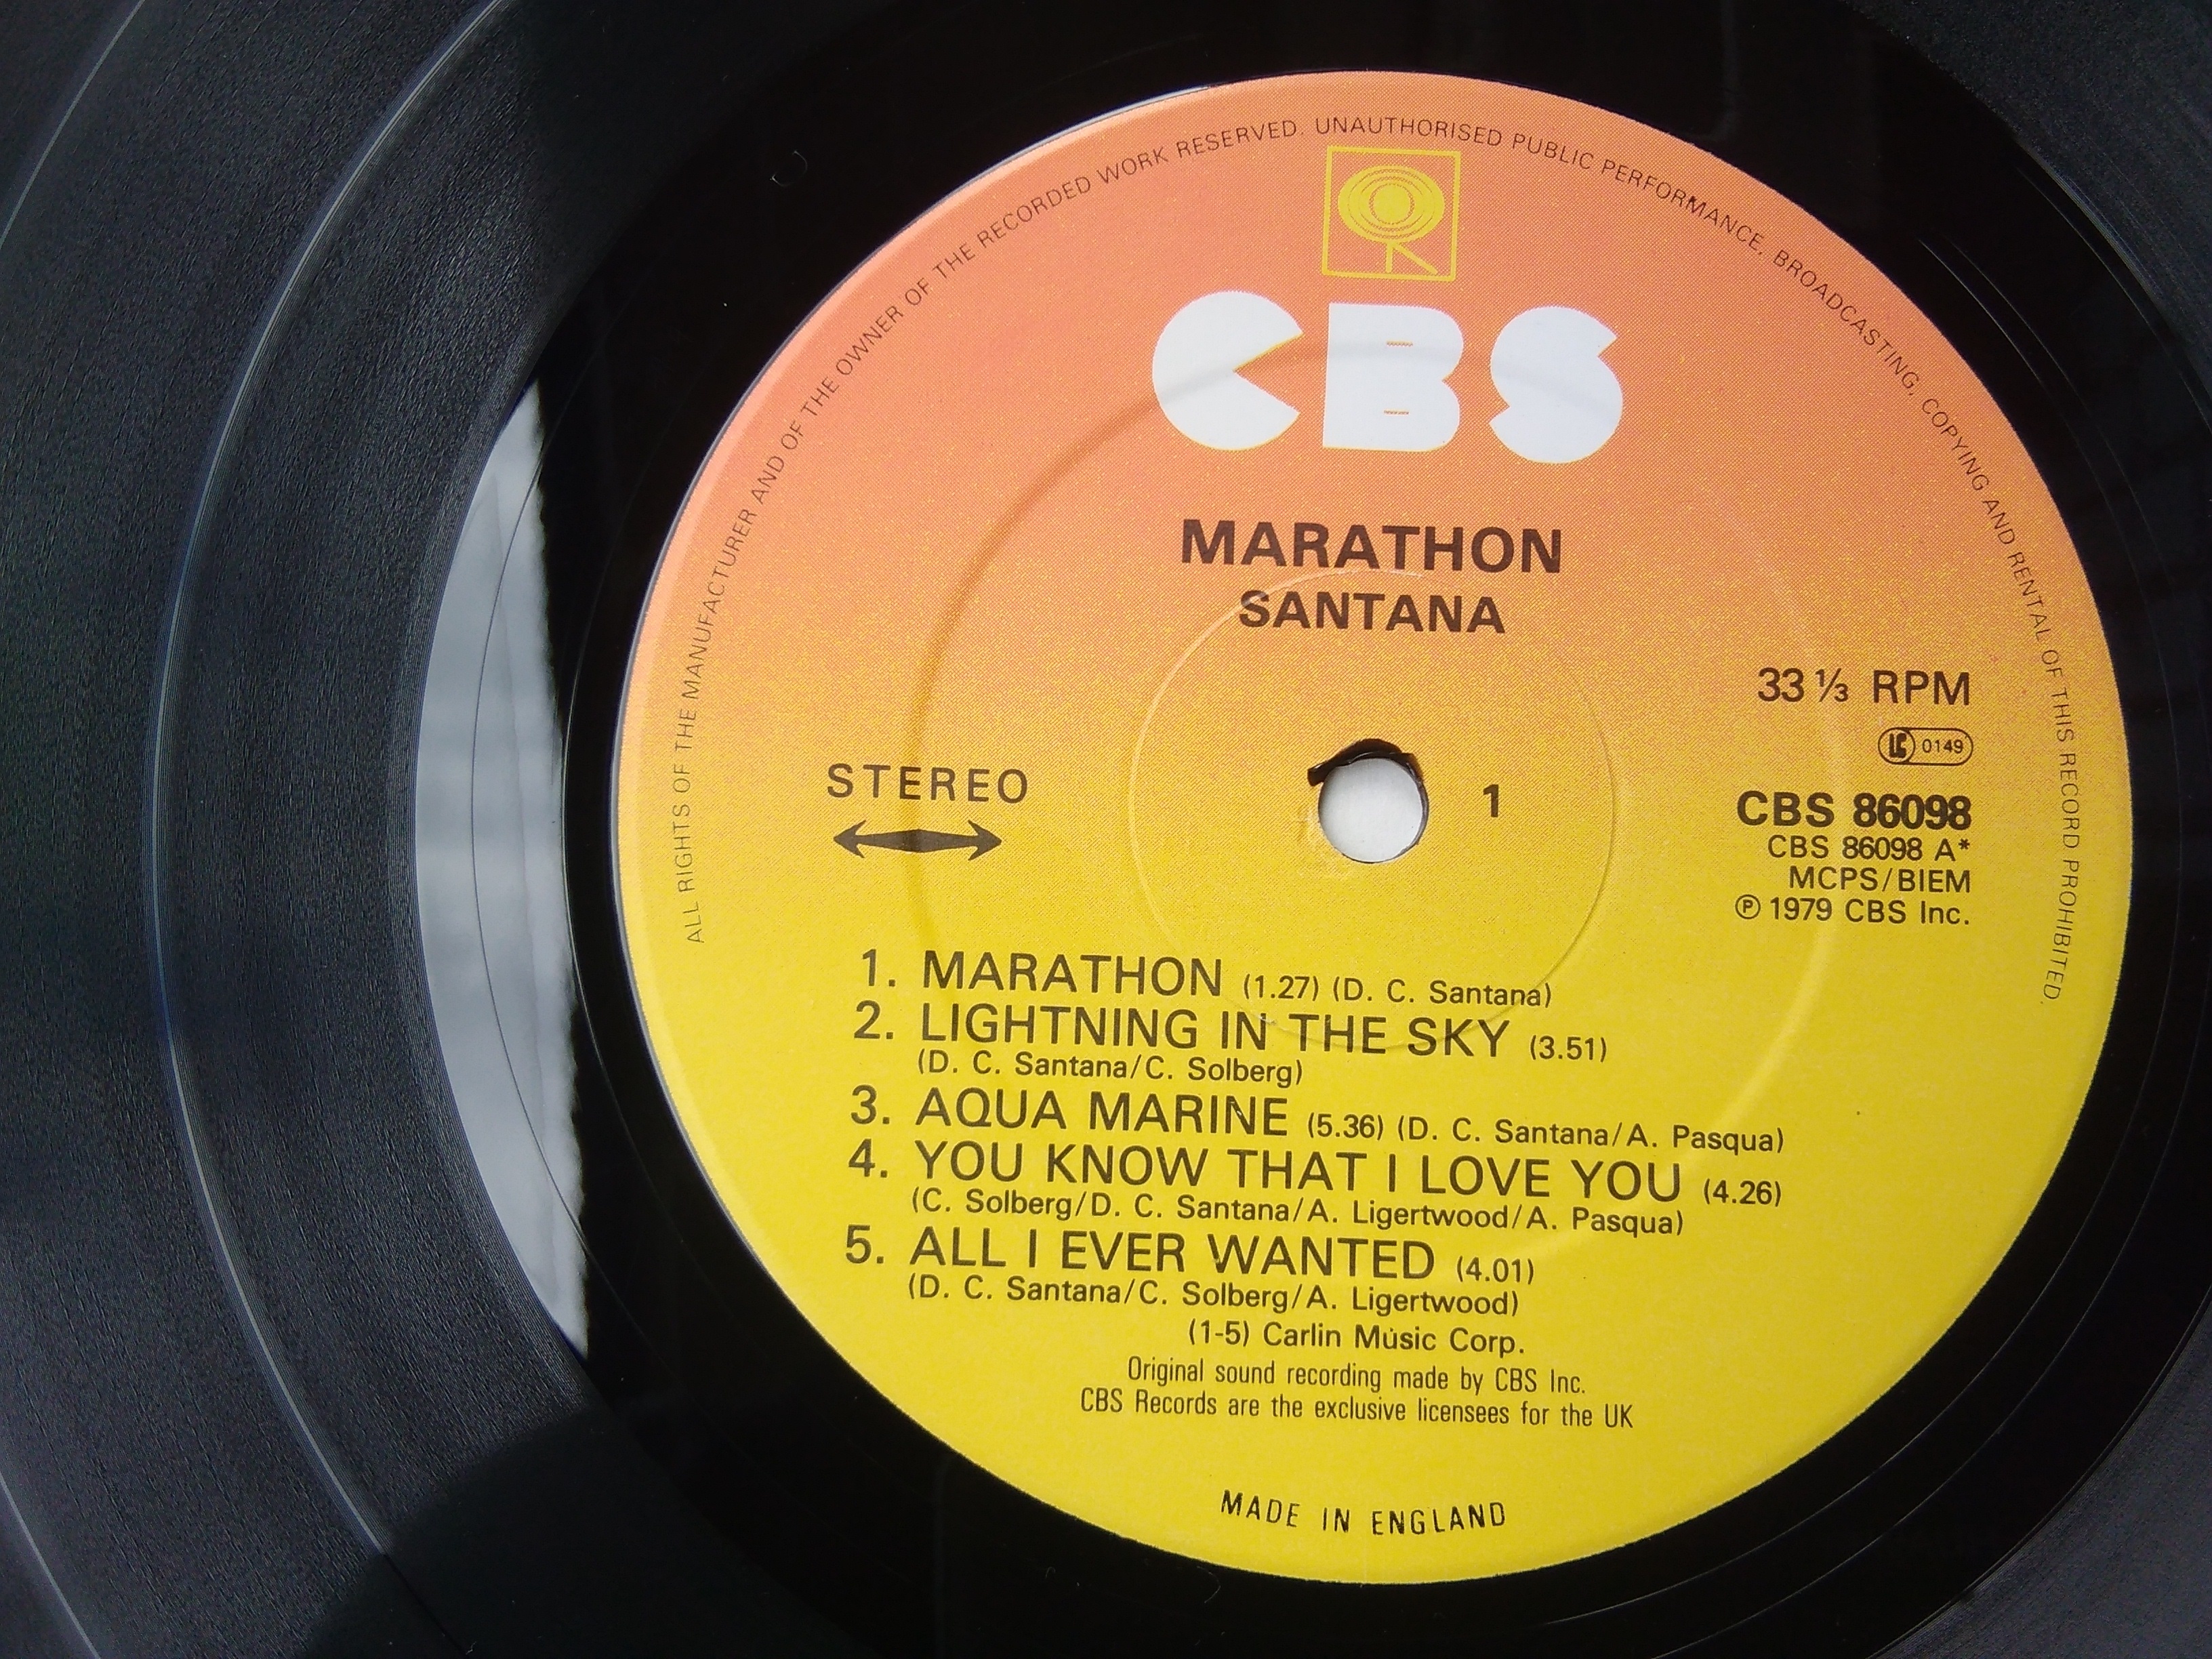 ALL RIGHTS OF THE MANUFACTURER AND OF THE OWNER OF THE RECORDED WORK RESERVED. UNAUTHORISED PUBLIC PERFORMANCE, BROADCASTING, COPYING AND RENTAL OF THIS RECORD PROHIBITED.
CBS
MARATHON
SANTANA
33 ⅓ RPM
LC 0149
STEREO
1
CBS 86098
CBS 86098 A*
MCPS/BIEM
℗ 1979 CBS Inc.
1. MARATHON (1.27) (D. C. Santana)
2. LIGHTNING IN THE SKY (3.51)
(D. C. Santana/C. Solberg)
3. AQUA MARINE (5.36) (D. C. Santana/A. Pasqua)
4. YOU KNOW THAT I LOVE YOU (4.26)
(C. Solberg/D. C. Santana/A. Ligertwood/A. Pasqua)
5. ALL I EVER WANTED (4.01)
(D. C. Santana/C. Solberg/A. Ligertwood)
(1-5) Carlin Music Corp.
Original sound recording made by CBS Inc.
CBS Records are the exclusive licensees for the UK
MADE IN ENGLAND